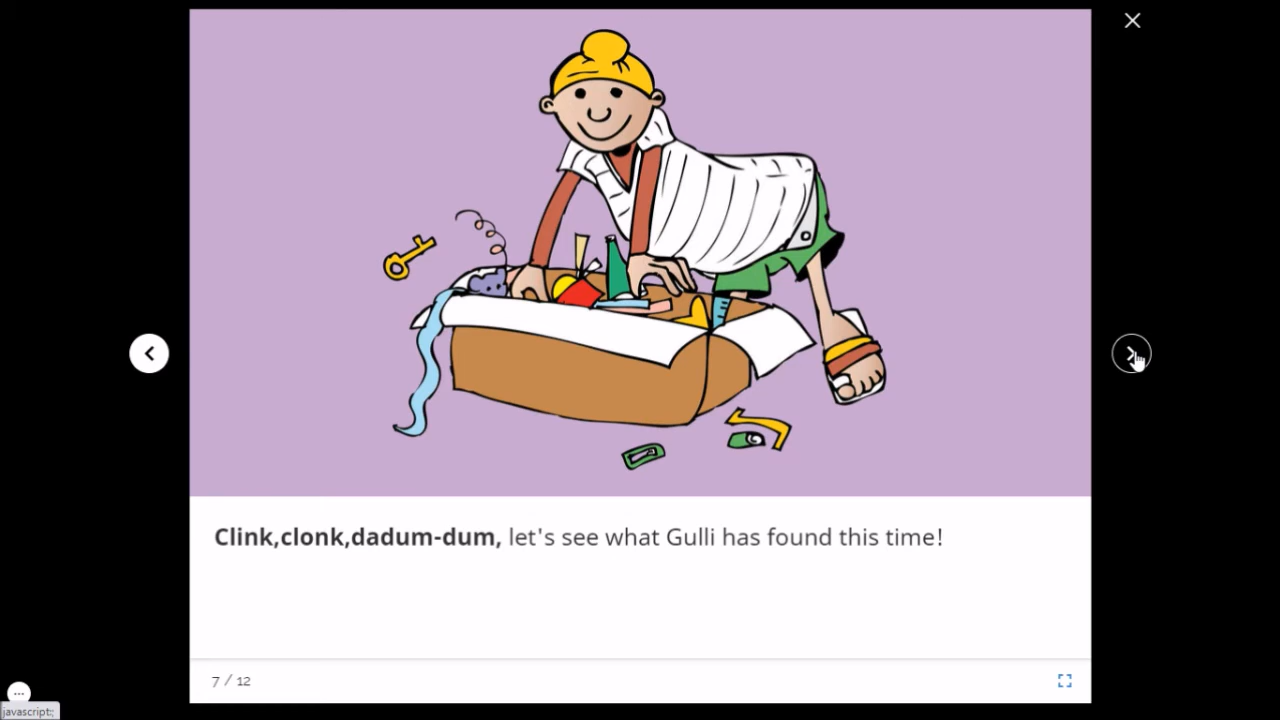 Clink,clonk,dadum-dum, let's see what Gulli has found this time!
7 / 12
...
javascript:;